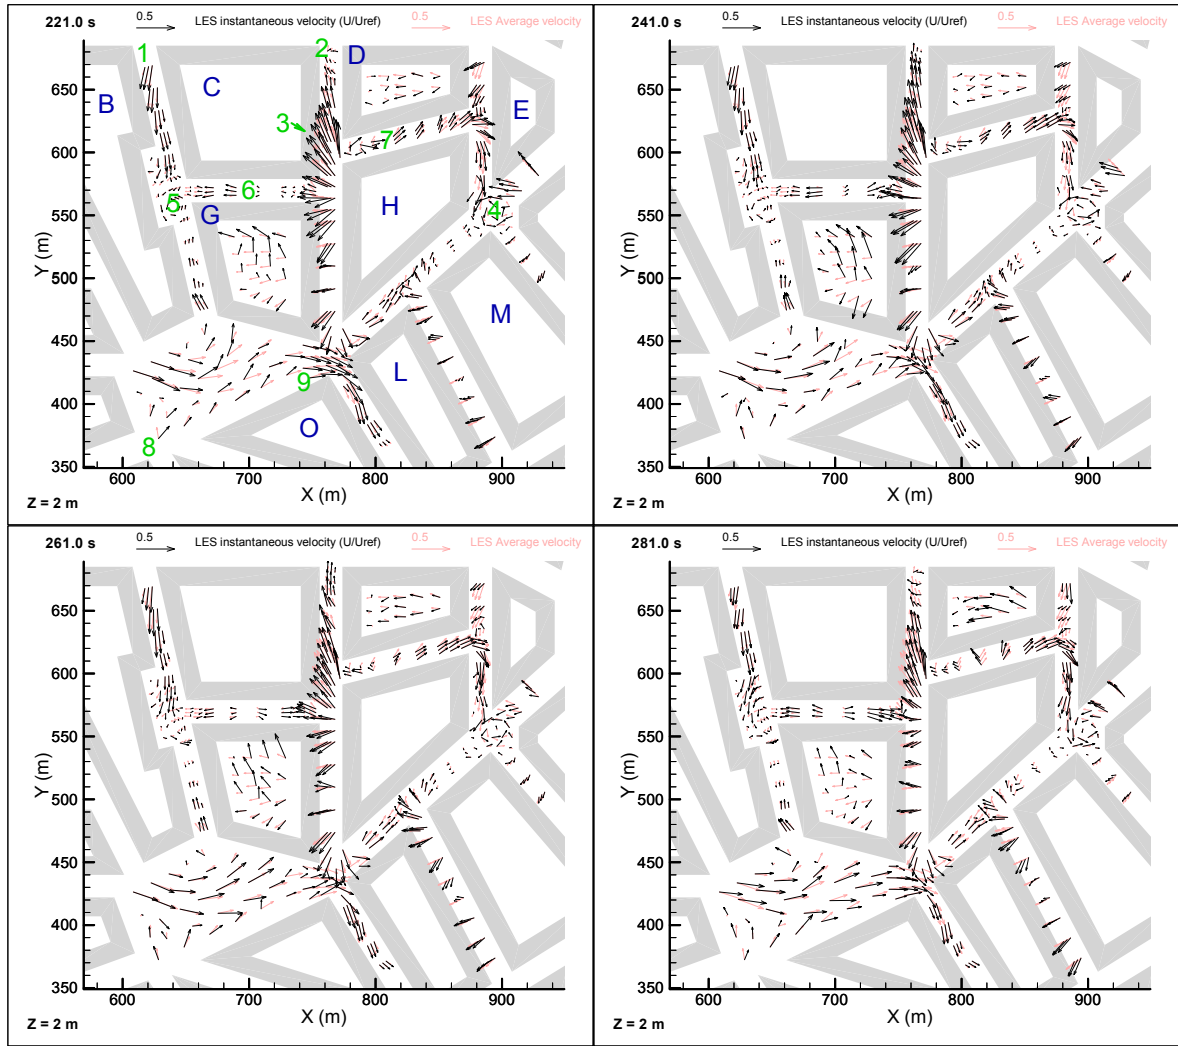 221.0 s
0.5 LES instantaneous velocity (U/Uref) 0.5 LES Average velocity
1 2 D
B C E
3 7
6
5 G H 4
M
L
9
O
8
650
600
550
500
450
400
350
Y (m)
600 700 800 900
X (m)
Z = 2 m
241.0 s
0.5 LES instantaneous velocity (U/Uref) 0.5 LES Average velocity
650
600
550
500
450
400
350
Y (m)
600 700 800 900
X (m)
Z = 2 m
261.0 s
0.5 LES instantaneous velocity (U/Uref) 0.5 LES Average velocity
650
600
550
500
450
400
350
Y (m)
600 700 800 900
X (m)
Z = 2 m
281.0 s
0.5 LES instantaneous velocity (U/Uref) 0.5 LES Average velocity
650
600
550
500
450
400
350
Y (m)
600 700 800 900
X (m)
Z = 2 m